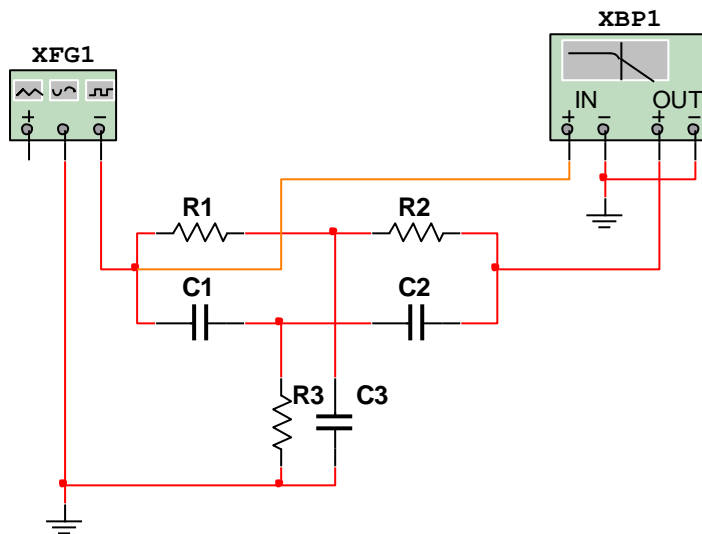 XBP1
XFG1
IN OUT
+ - + -
+ -
R1 R2
C1 C2
R3 C3